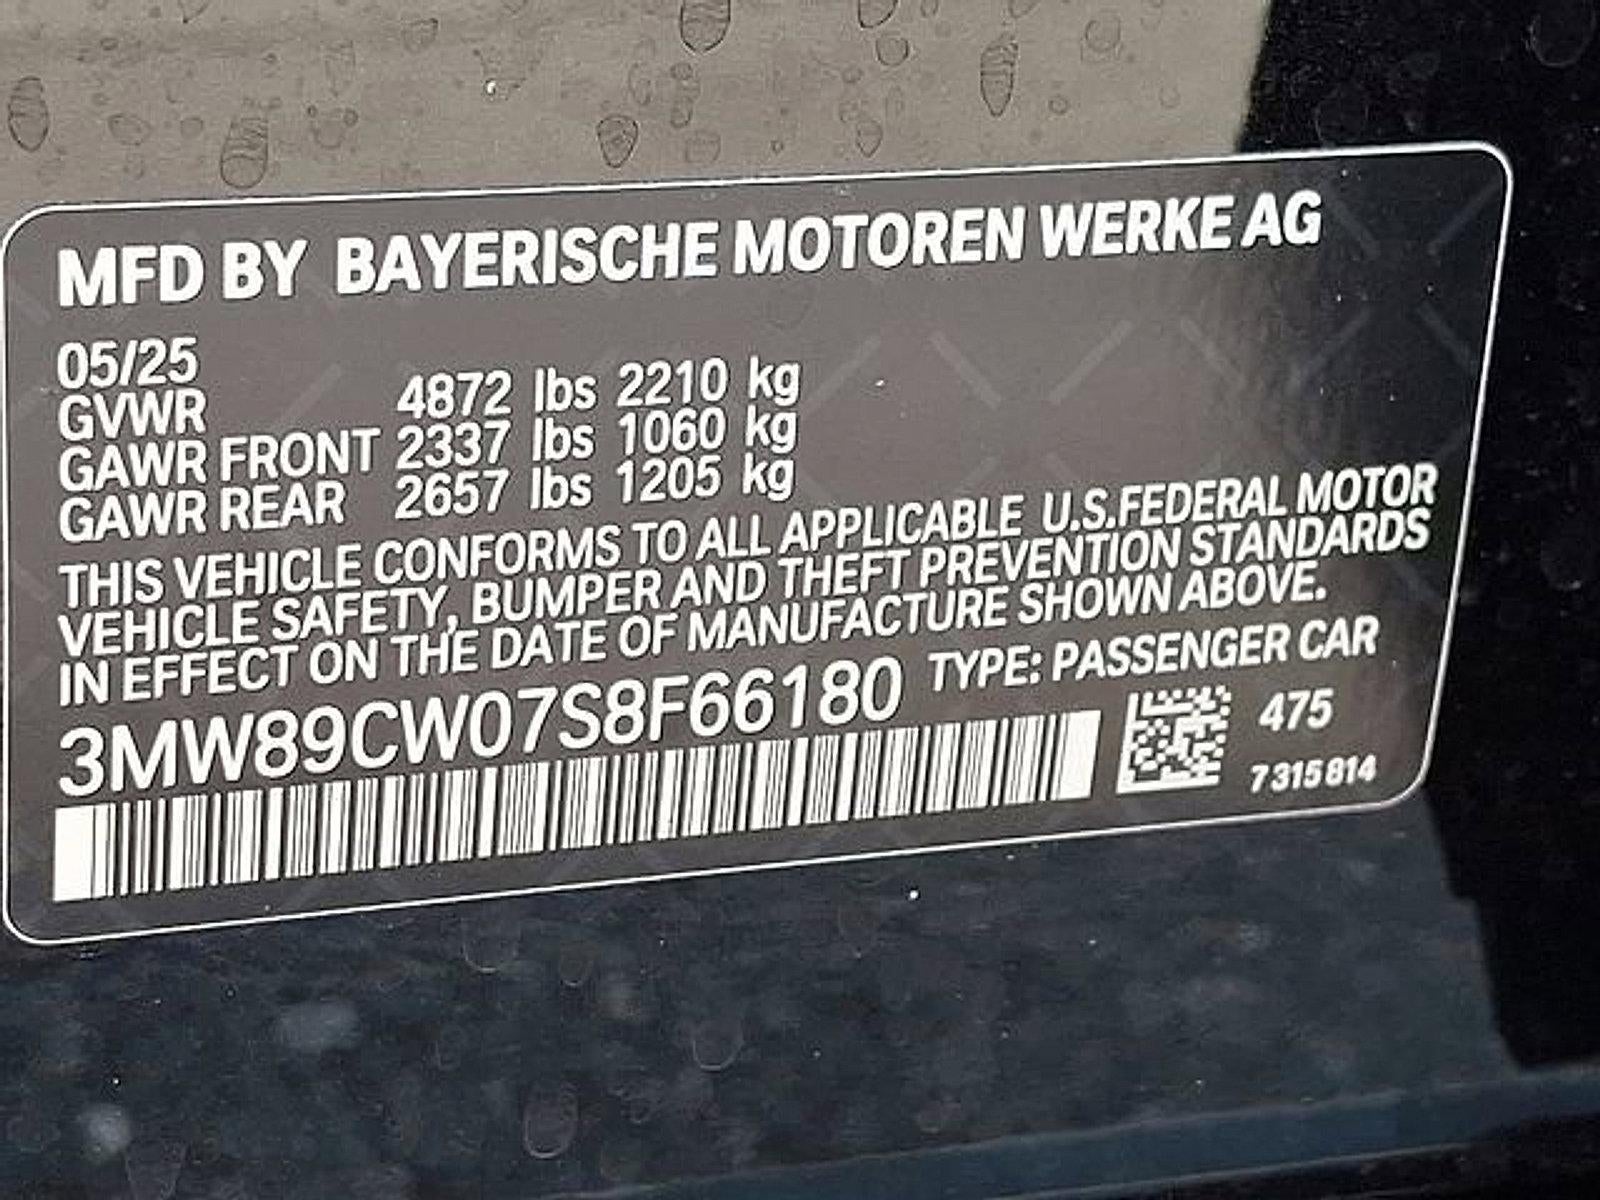 MFD BY BAYERISCHE MOTOREN WERKE AG
05/25
GVWR 4872 lbs 2210 kg
GAWR FRONT 2337 lbs 1060 kg
GAWR REAR 2657 lbs 1205 kg
THIS VEHICLE CONFORMS TO ALL APPLICABLE U.S.FEDERAL MOTOR
VEHICLE SAFETY, BUMPER AND THEFT PREVENTION STANDARDS
IN EFFECT ON THE DATE OF MANUFACTURE SHOWN ABOVE.
3MW89CW07S8F66180 TYPE: PASSENGER CAR
475
7315814